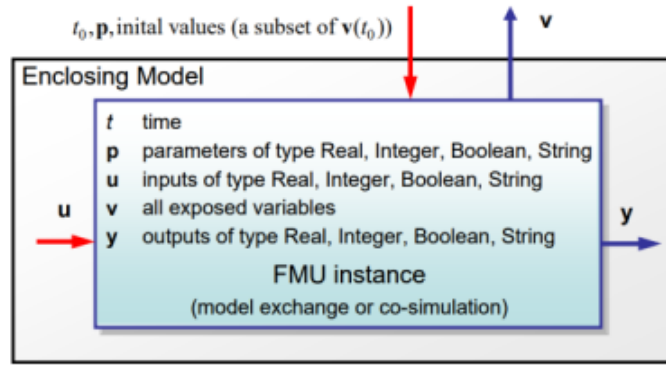 t₀, p, inital values (a subset of v(t₀))
v
Enclosing Model
t time
p parameters of type Real, Integer, Boolean, String
u inputs of type Real, Integer, Boolean, String
v all exposed variables
u
y
y outputs of type Real, Integer, Boolean, String
FMU instance
(model exchange or co-simulation)